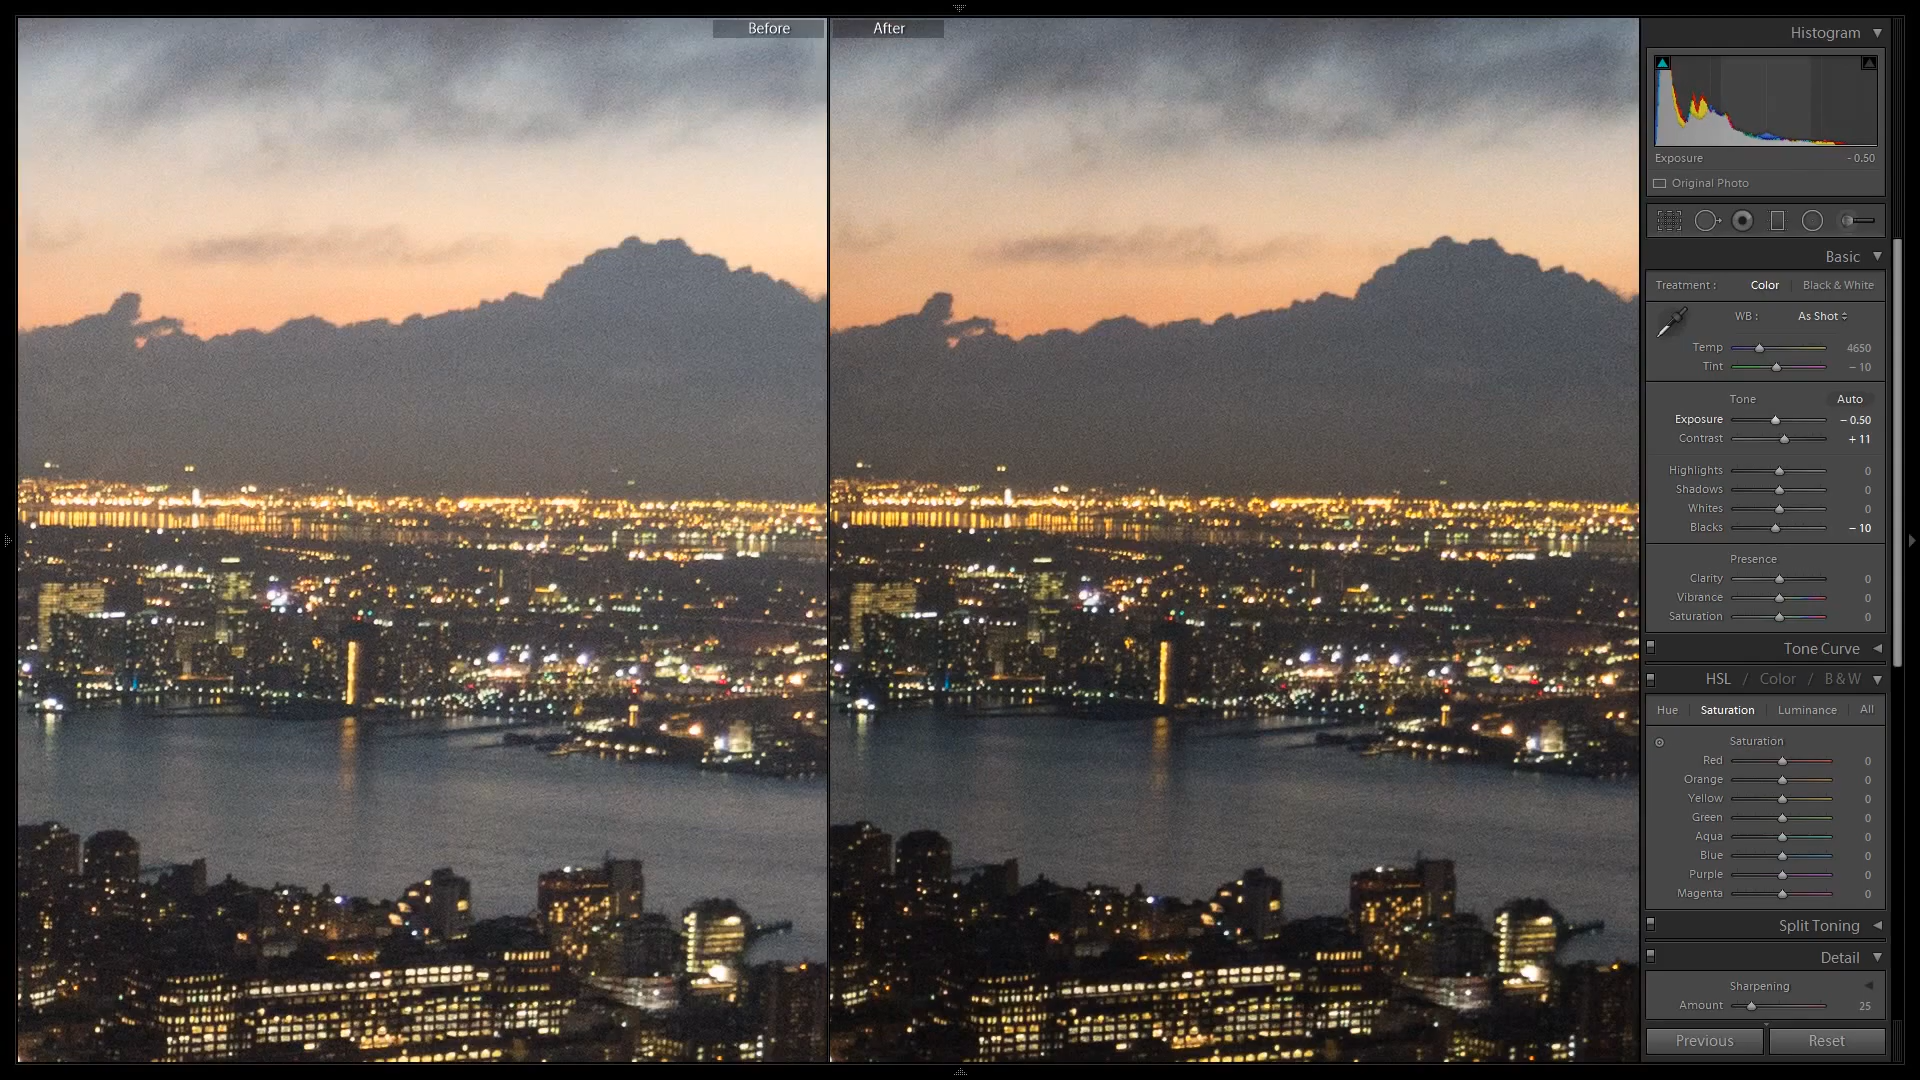 Before
After
Histogram
Exposure - 0.50
Original Photo
Basic
Treatment : Color Black & White
WB : As Shot
Temp 4650
Tint – 10
Tone Auto
Exposure – 0.50
Contrast + 11
Highlights 0
Shadows 0
Whites 0
Blacks – 10
Presence
Clarity 0
Vibrance 0
Saturation 0
Tone Curve
HSL / Color / B & W
Hue Saturation Luminance All
Saturation
Red 0
Orange 0
Yellow 0
Green 0
Aqua 0
Blue 0
Purple 0
Magenta 0
Split Toning
Detail
Sharpening
Amount 25
Previous Reset